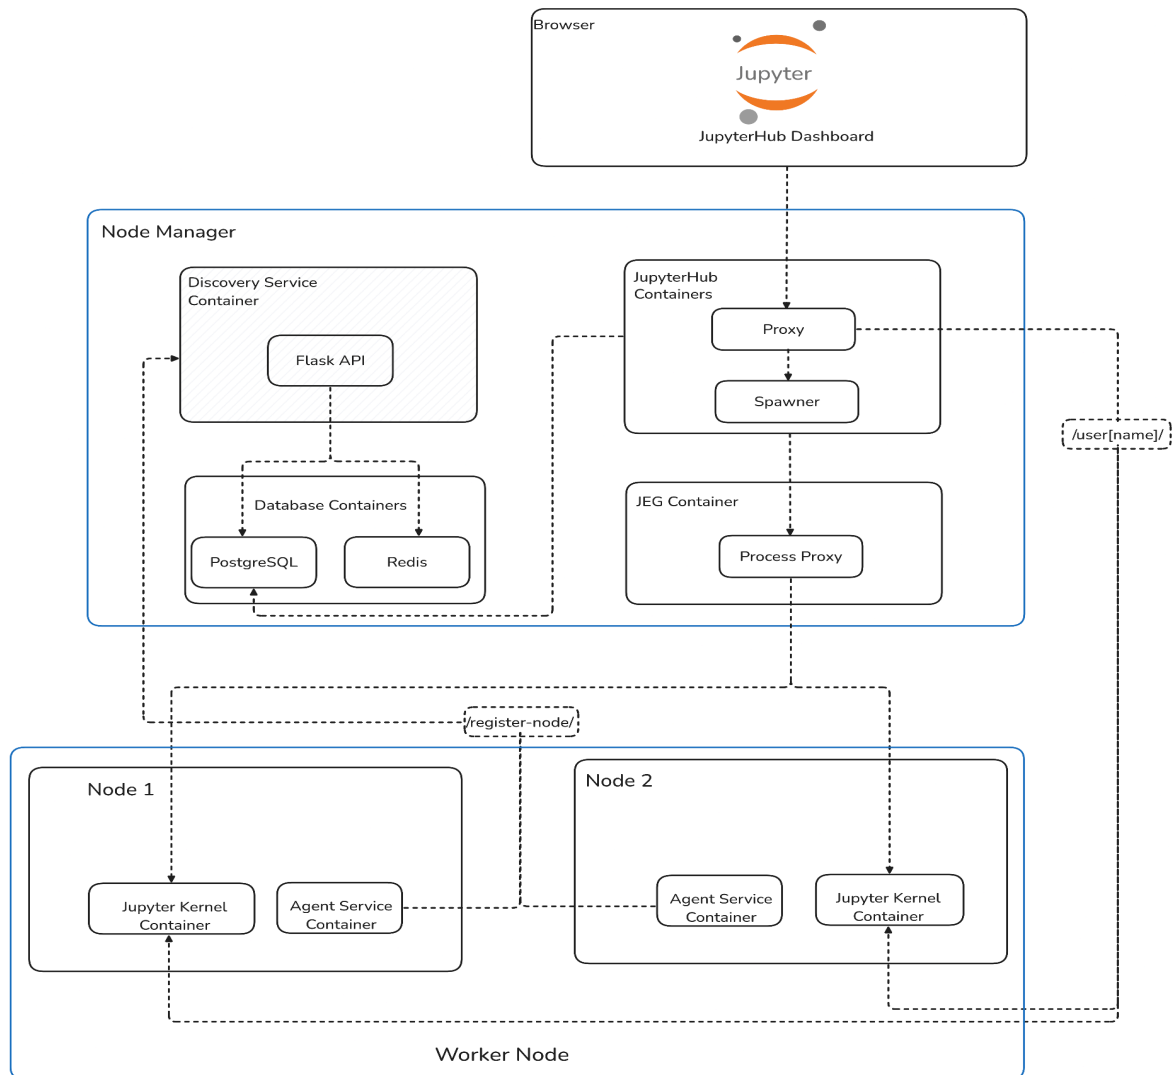 Browser
Jupyter
JupyterHub Dashboard
Node Manager
Discovery Service
Container
Flask API
JupyterHub
Containers
Proxy
Spawner
/user[name]/
Database Containers
PostgreSQL
Redis
JEG Container
Process Proxy
/register-node/
Node 1
Jupyter Kernel
Container
Agent Service
Container
Node 2
Agent Service
Container
Jupyter Kernel
Container
Worker Node